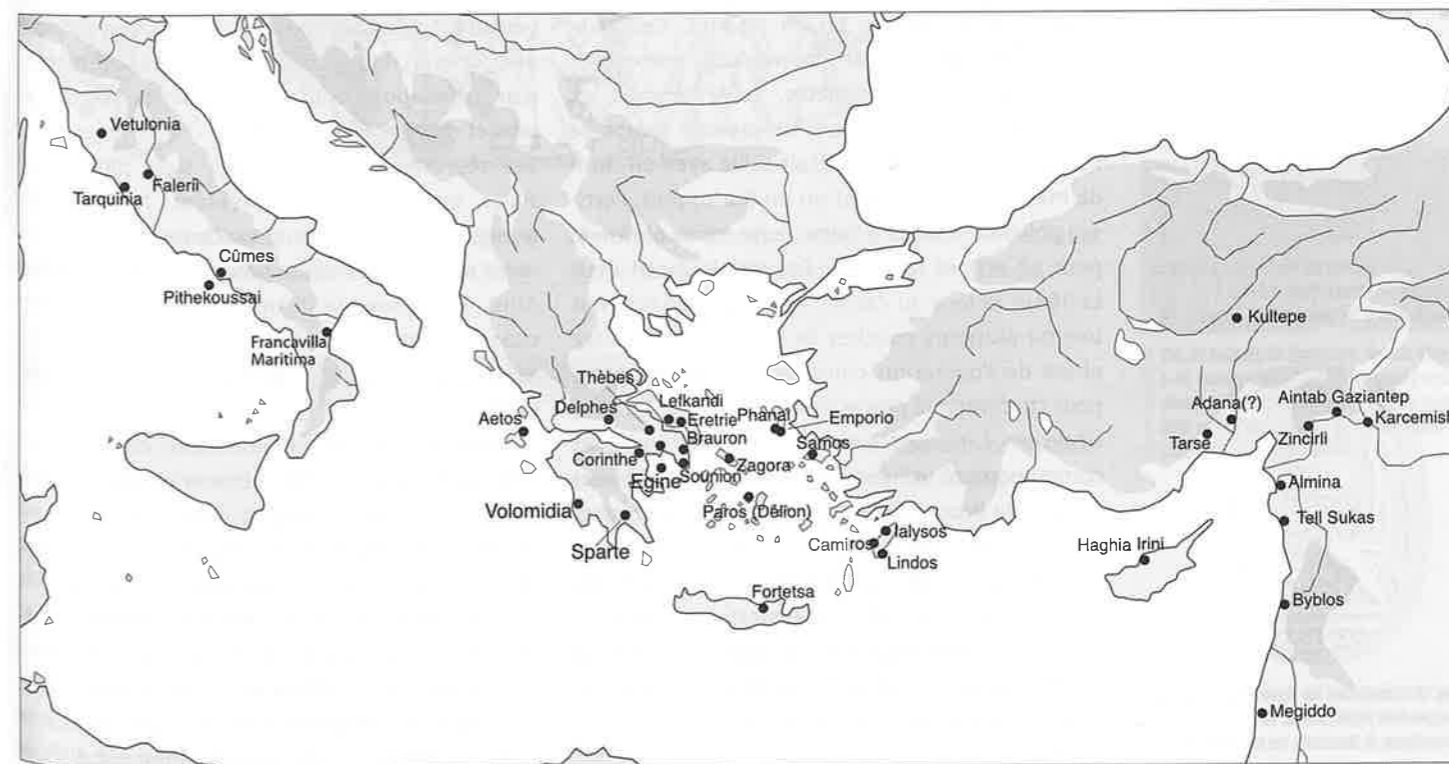 Vetulonia
Faleril
Tarquinia
Cûmes
Pithekoussai
Francavilla
Maritima
Kultepe
Thèbes
Lefkandi
Delphes
Eretrie
Phanaï
Emporio
Aetos
Brauron
Samos
Corinthe
Zagora
Sounion
Egine
Volomidia
Paros (Délion)
Sparte
Ialysos
Camiros
Lindos
Fortetsa
Adana(?)
Aintab Gaziantep
Karcemish
Tarse
Zincirli
Almina
Tell Sukas
Haghia Irini
Byblos
Megiddo